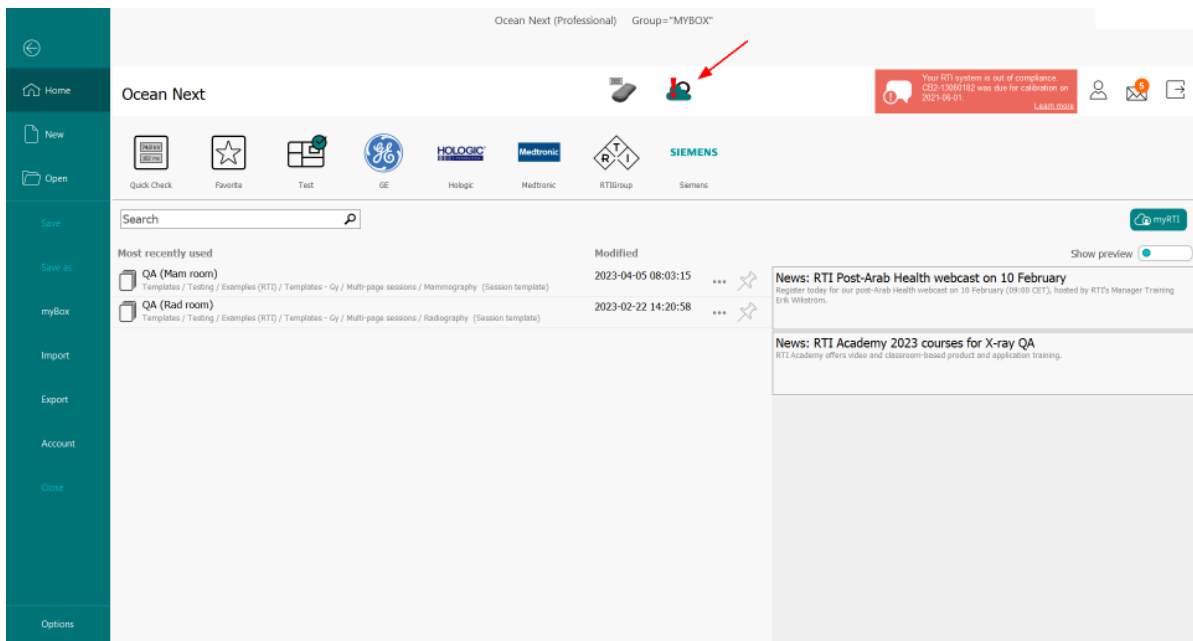 Ocean Next (Professional) Group="MYBOX"
Home
Ocean Next
Your RTI system is out of compliance.
CB2-13060182 was due for calibration on
2021-06-01.
Learn more
5
New
Open
Save
Save as
myBox
Import
Export
Account
Close
Options
GE
HOLOGIC
Medtronic
R T I
SIEMENS
Quick Check
Favorite
Test
GE
Hologic
Medtronic
RTIGroup
Siemens
Search
myRTI
Most recently used
Modified
Show preview
QA (Mam room)
2023-04-05 08:03:15
Templates / Testing / Examples (RTI) / Templates - Gy / Multi-page sessions / Mammography (Session template)
QA (Rad room)
2023-02-22 14:20:58
Templates / Testing / Examples (RTI) / Templates - Gy / Multi-page sessions / Radiography (Session template)
News: RTI Post-Arab Health webcast on 10 February
Register today for our post-Arab Health webcast on 10 February (09:00 CET), hosted by RTI's Manager Training
Erik Wikström.
News: RTI Academy 2023 courses for X-ray QA
RTI Academy offers video and classroom-based product and application training.